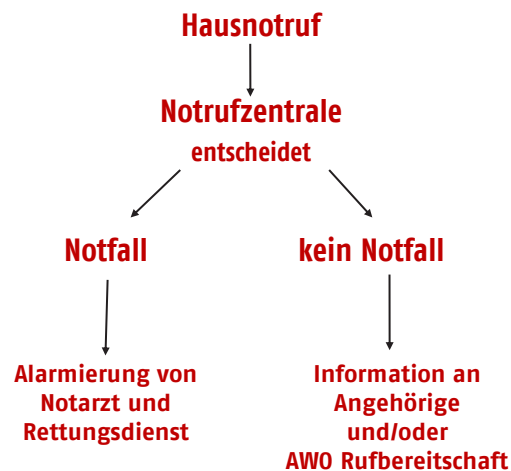 Hausnotruf
Notrufzentrale
entscheidet
Notfall
kein Notfall
Alarmierung von
Notarzt und
Rettungsdienst
Information an
Angehörige
und/oder
AWO Rufbereitschaft